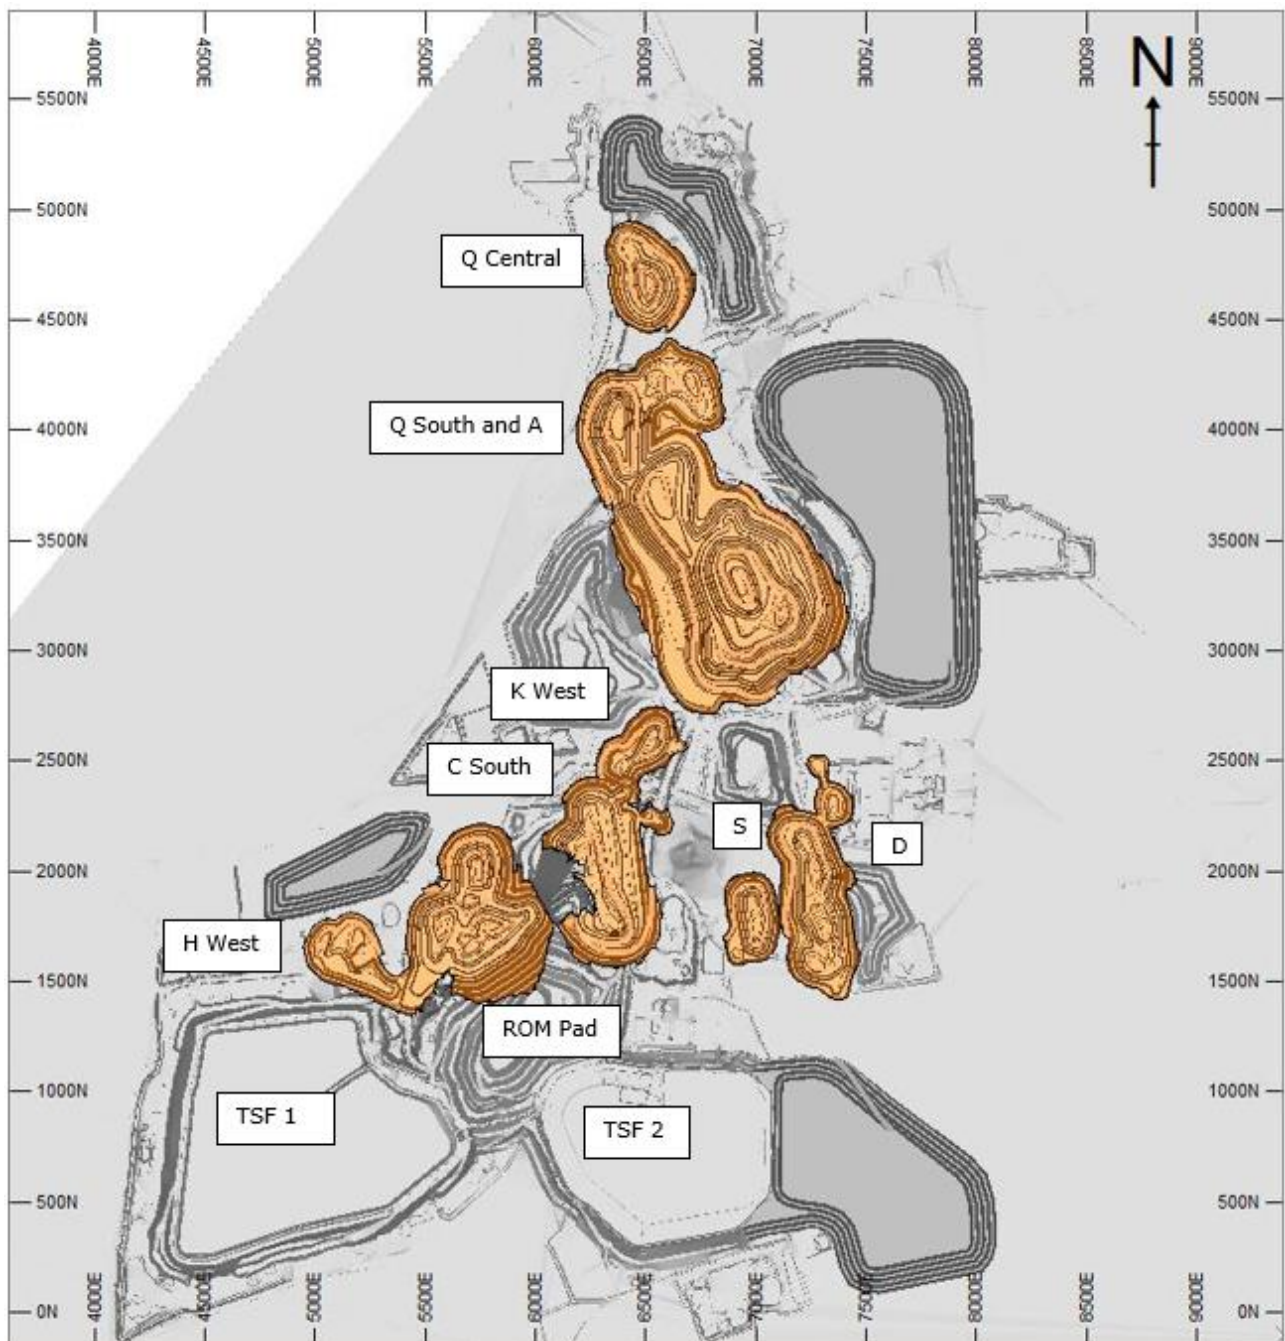 4000E 4500E 5000E 5500E 6000E 6500E 7000E 7500E 8000E 8500E 9000E
N
5500N 5500N
5000N 5000N
Q Central
4500N 4500N
Q South and A
4000N 4000N
3500N 3500N
3000N 3000N
K West
2500N 2500N
C South
S
D
2000N 2000N
H West
1500N 1500N
ROM Pad
1000N 1000N
TSF 1
TSF 2
500N 500N
0N 0N
4000E 4500E 5000E 5500E 6000E 6500E 7000E 7500E 8000E 8500E 9000E